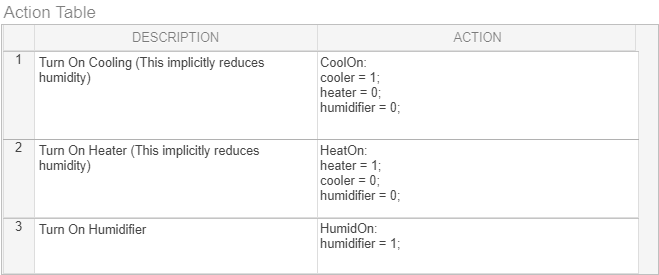 Action Table
DESCRIPTION ACTION
1 Turn On Cooling (This implicitly reduces
humidity)
CoolOn:
cooler = 1;
heater = 0;
humidifier = 0;
2 Turn On Heater (This implicitly reduces
humidity)
HeatOn:
heater = 1;
cooler = 0;
humidifier = 0;
3 Turn On Humidifier
HumidOn:
humidifier = 1;